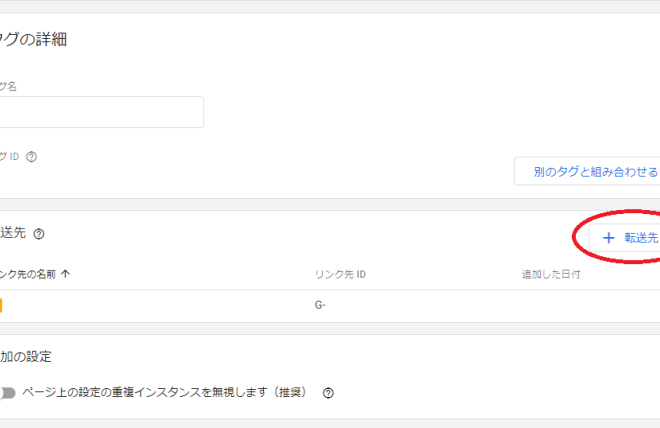 タグの詳細
グ名
グ ID
別のタグと組み合わせる
送先
+ 転送先
ンク先の名前 ↑
リンク先 ID
追加した日付
G-
加の設定
ページ上の設定の重複インスタンスを無視します（推奨）